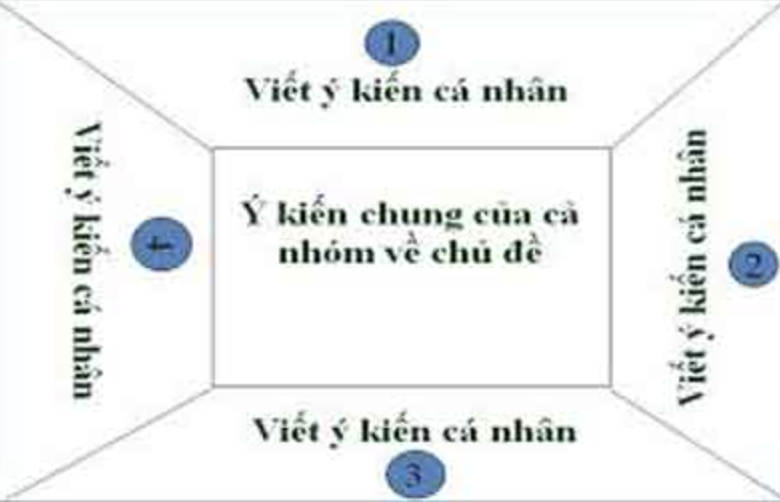 1
Viết ý kiến cá nhân
Viết ý kiến cá nhân
4
Ý kiến chung của cả
nhóm về chủ đề
Viết ý kiến cá nhân
2
Viết ý kiến cá nhân
3